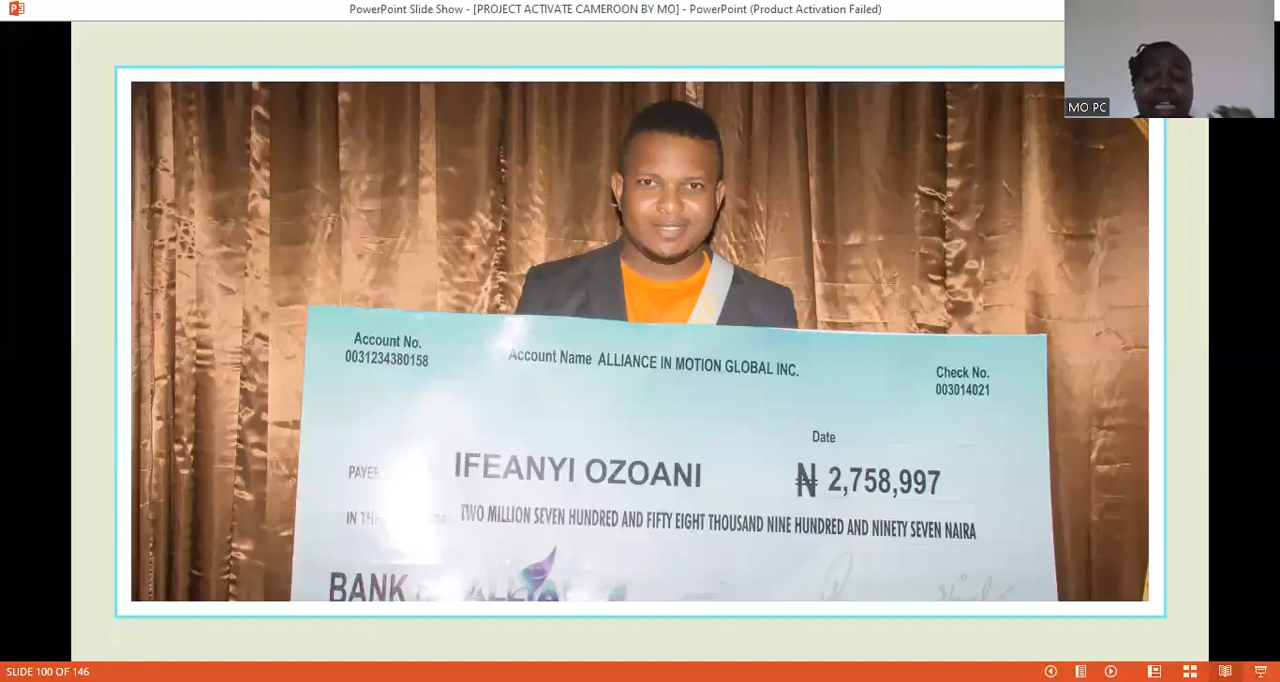 PowerPoint Slide Show - [PROJECT ACTIVATE CAMEROON BY MO] - PowerPoint (Product Activation Failed)
MO PC
Account No.
0031234380158
Account Name ALLIANCE IN MOTION GLOBAL INC.
Check No.
003014021
Date
PAYEE
IFEANYI OZOANI
₦ 2,758,997
IN THE
TWO MILLION SEVEN HUNDRED AND FIFTY EIGHT THOUSAND NINE HUNDRED AND NINETY SEVEN NAIRA
BANK
SLIDE 100 OF 146